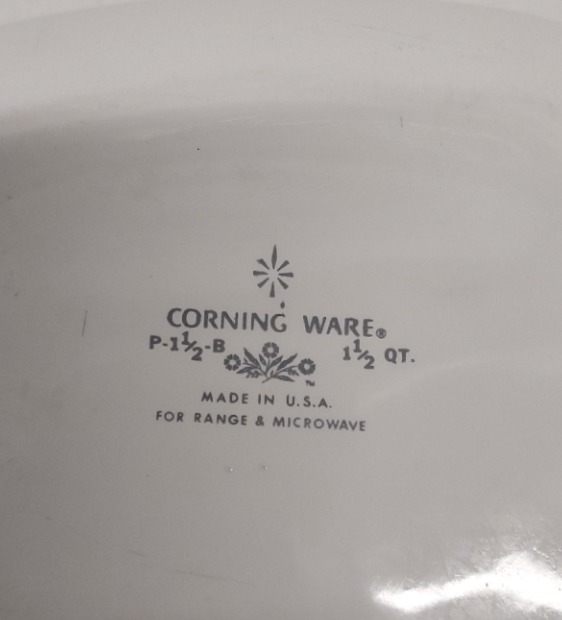 CORNING WARE®
P-1½-B 1½ QT.
™
MADE IN U.S.A.
FOR RANGE & MICROWAVE